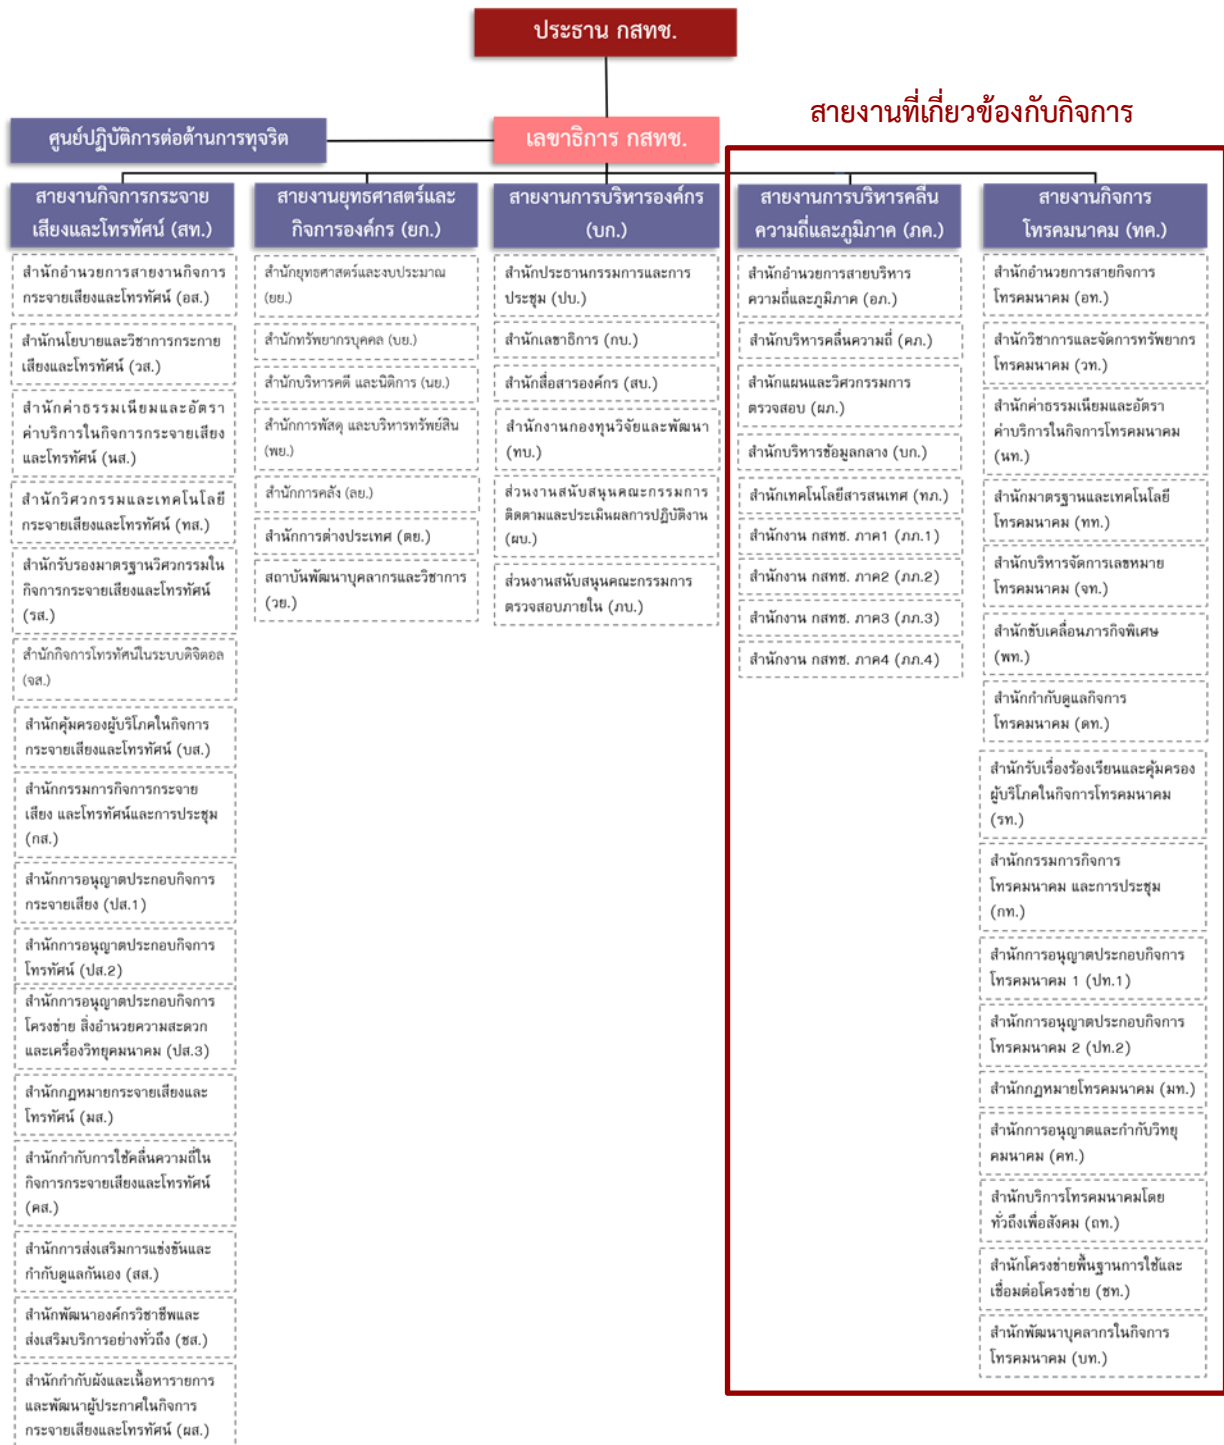 ประธาน กสทช.
สายงานที่เกี่ยวข้องกับกิจการ
ศูนย์ปฏิบัติการต่อต้านการทุจริต
เลขาธิการ กสทช.
สายงานกิจการกระจาย
เสียงและโทรทัศน์ (สท.)
สำนักอำนวยการสายงานกิจการ
กระจายเสียงและโทรทัศน์ (อส.)
สำนักนโยบายและวิชาการกระกาย
เสียงและโทรทัศน์ (วส.)
สำนักค่าธรรมเนียมและอัตรา
ค่าบริการในกิจการกระจายเสียง
และโทรทัศน์ (นส.)
สำนักวิศวกรรมและเทคโนโลยี
กระจายเสียงและโทรทัศน์ (ทส.)
สำนักรับรองมาตรฐานวิศวกรรมใน
กิจการกระจายเสียงและโทรทัศน์
(รส.)
สำนักกิจการโทรทัศน์ในระบบดิจิตอล
(จส.)
สำนักคุ้มครองผู้บริโภคในกิจการ
กระจายเสียงและโทรทัศน์ (บส.)
สำนักกรรมการกิจการกระจาย
เสียง และโทรทัศน์และการประชุม
(กส.)
สำนักการอนุญาตประกอบกิจการ
กระจายเสียง (ปส.1)
สำนักการอนุญาตประกอบกิจการ
โทรทัศน์ (ปส.2)
สำนักการอนุญาตประกอบกิจการ
โครงข่าย สิ่งอำนวยความสะดวก
และเครื่องวิทยุคมนาคม (ปส.3)
สำนักกฎหมายกระจายเสียงและ
โทรทัศน์ (มส.)
สำนักกำกับการใช้คลื่นความถี่ใน
กิจการกระจายเสียงและโทรทัศน์
(คส.)
สำนักการส่งเสริมการแข่งขันและ
กำกับดูแลกันเอง (สส.)
สำนักพัฒนาองค์กรวิชาชีพและ
ส่งเสริมบริการอย่างทั่วถึง (ชส.)
สำนักกำกับผังและเนื้อหารายการ
และพัฒนาผู้ประกาศในกิจการ
กระจายเสียงและโทรทัศน์ (ผส.)
สายงานยุทธศาสตร์และ
กิจการองค์กร (ยก.)
สำนักยุทธศาสตร์และงบประมาณ
(ยย.)
สำนักทรัพยากรบุคคล (บย.)
สำนักบริหารคดี และนิติการ (นย.)
สำนักการพัสดุ และบริหารทรัพย์สิน
(พย.)
สำนักการคลัง (ลย.)
สำนักการต่างประเทศ (ตย.)
สถาบันพัฒนาบุคลากรและวิชาการ
(วย.)
สายงานการบริหารองค์กร
(บก.)
สำนักประธานกรรมการและการ
ประชุม (ปบ.)
สำนักเลขาธิการ (กบ.)
สำนักสื่อสารองค์กร (สบ.)
สำนักงานกองทุนวิจัยและพัฒนา
(ทบ.)
ส่วนงานสนับสนุนคณะกรรมการ
ติดตามและประเมินผลการปฏิบัติงาน
(ผบ.)
ส่วนงานสนับสนุนคณะกรรมการ
ตรวจสอบภายใน (ภบ.)
สายงานการบริหารคลื่น
ความถี่และภูมิภาค (ภค.)
สำนักอำนวยการสายบริหาร
ความถี่และภูมิภาค (อภ.)
สำนักบริหารคลื่นความถี่ (คภ.)
สำนักแผนและวิศวกรรมการ
ตรวจสอบ (ผภ.)
สำนักบริหารข้อมูลกลาง (บก.)
สำนักเทคโนโลยีสารสนเทศ (ทภ.)
สำนักงาน กสทช. ภาค1 (ภภ.1)
สำนักงาน กสทช. ภาค2 (ภภ.2)
สำนักงาน กสทช. ภาค3 (ภภ.3)
สำนักงาน กสทช. ภาค4 (ภภ.4)
สายงานกิจการ
โทรคมนาคม (ทค.)
สำนักอำนวยการสายกิจการ
โทรคมนาคม (อท.)
สำนักวิชาการและจัดการทรัพยากร
โทรคมนาคม (วท.)
สำนักค่าธรรมเนียมและอัตรา
ค่าบริการในกิจการโทรคมนาคม
(นท.)
สำนักมาตรฐานและเทคโนโลยี
โทรคมนาคม (ทท.)
สำนักบริหารจัดการเลขหมาย
โทรคมนาคม (จท.)
สำนักขับเคลื่อนภารกิจพิเศษ
(พท.)
สำนักกำกับดูแลกิจการ
โทรคมนาคม (ดท.)
สำนักรับเรื่องร้องเรียนและคุ้มครอง
ผู้บริโภคในกิจการโทรคมนาคม
(รท.)
สำนักกรรมการกิจการ
โทรคมนาคม และการประชุม
(กท.)
สำนักการอนุญาตประกอบกิจการ
โทรคมนาคม 1 (ปท.1)
สำนักการอนุญาตประกอบกิจการ
โทรคมนาคม 2 (ปท.2)
สำนักกฎหมายโทรคมนาคม (มท.)
สำนักการอนุญาตและกำกับวิทยุ
คมนาคม (คท.)
สำนักบริการโทรคมนาคมโดย
ทั่วถึงเพื่อสังคม (ถท.)
สำนักโครงข่ายพื้นฐานการใช้และ
เชื่อมต่อโครงข่าย (ชท.)
สำนักพัฒนาบุคลากรในกิจการ
โทรคมนาคม (บท.)